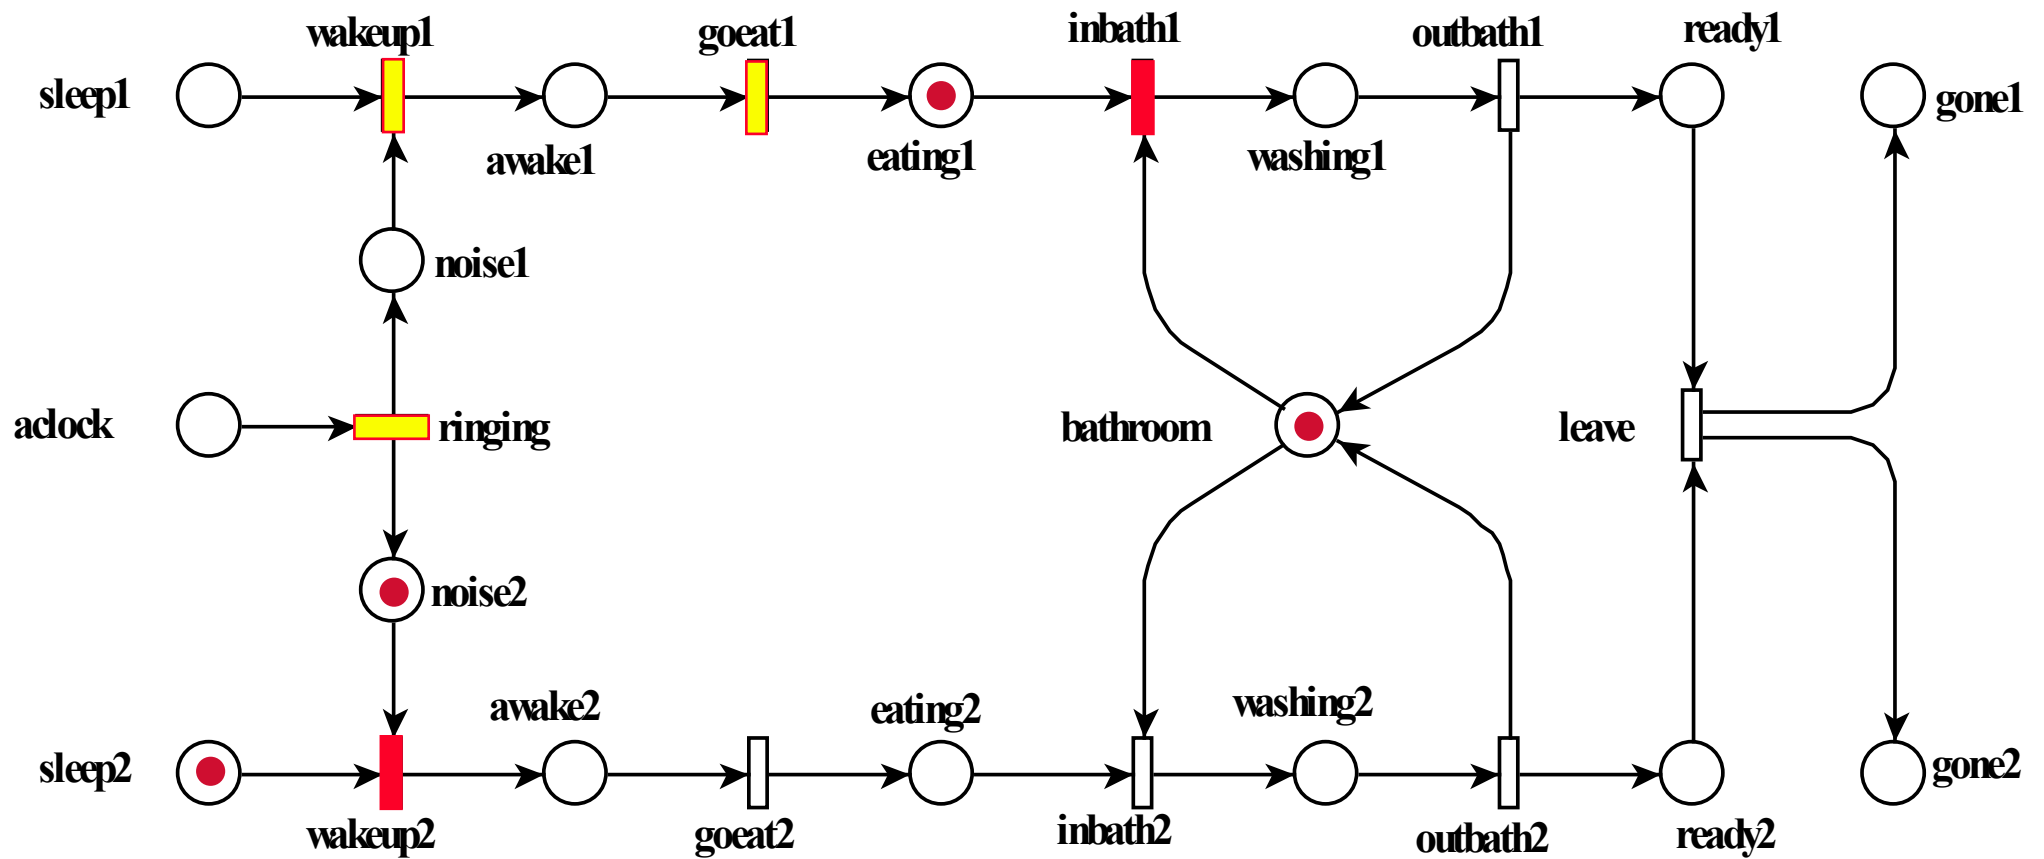 wakeup1
goeat1
inbath1
outbath1
ready1
sleep1
gone1
awake1
eating1
washing1
noise1
aclock
ringing
bathroom
leave
noise2
awake2
eating2
washing2
sleep2
gone2
wakeup2
goeat2
inbath2
outbath2
ready2